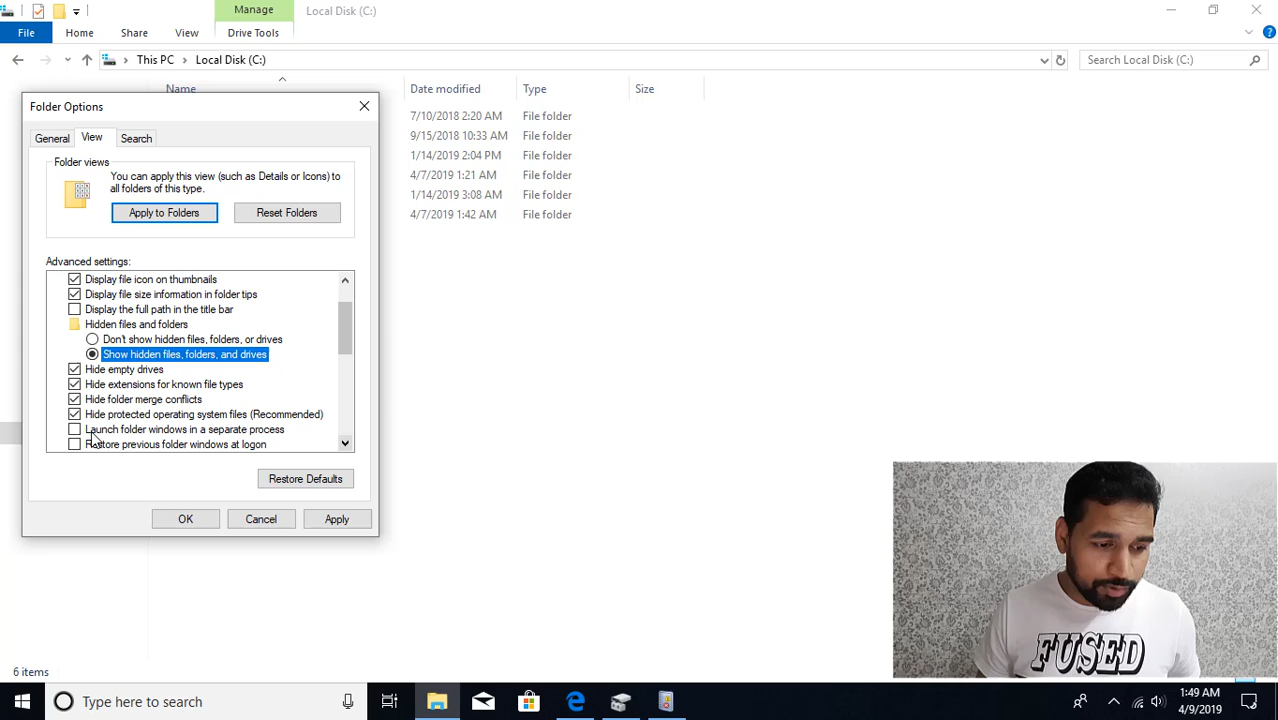 Manage
Local Disk (C:)
File
Home
Share
View
Drive Tools
This PC
Local Disk (C:)
Search Local Disk (C:)
Name
Date modified
Type
Size
7/10/2018 2:20 AM
File folder
9/15/2018 10:33 AM
File folder
1/14/2019 2:04 PM
File folder
4/7/2019 1:21 AM
File folder
1/14/2019 3:08 AM
File folder
4/7/2019 1:42 AM
File folder
Folder Options
General
View
Search
Folder views
You can apply this view (such as Details or Icons) to
all folders of this type.
Apply to Folders
Reset Folders
Advanced settings:
Display file icon on thumbnails
Display file size information in folder tips
Display the full path in the title bar
Hidden files and folders
Don't show hidden files, folders, or drives
Show hidden files, folders, and drives
Hide empty drives
Hide extensions for known file types
Hide folder merge conflicts
Hide protected operating system files (Recommended)
Launch folder windows in a separate process
Restore previous folder windows at logon
Restore Defaults
OK
Cancel
Apply
FUSED
6 items
Type here to search
1:49 AM
4/9/2019